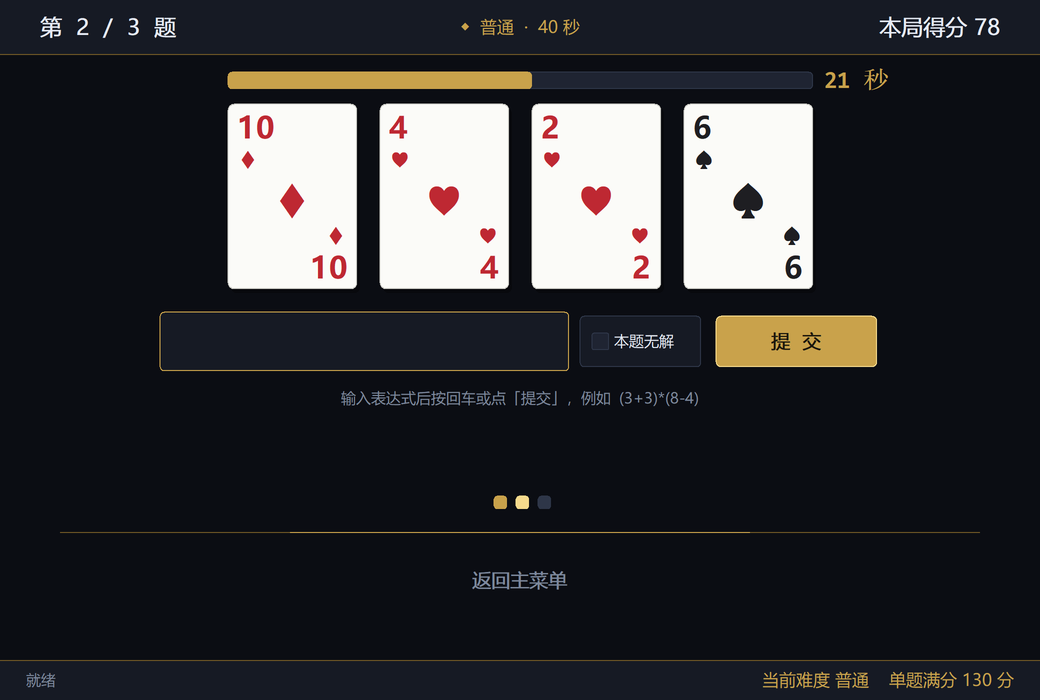 第 2 / 3 题
普通 · 40 秒
本局得分 78
21 秒
10 4 2 6
10 4 2 6
本题无解
提 交
输入表达式后按回车或点「提交」，例如 (3+3)*(8-4)
返回主菜单
就绪
当前难度 普通 单题满分 130 分